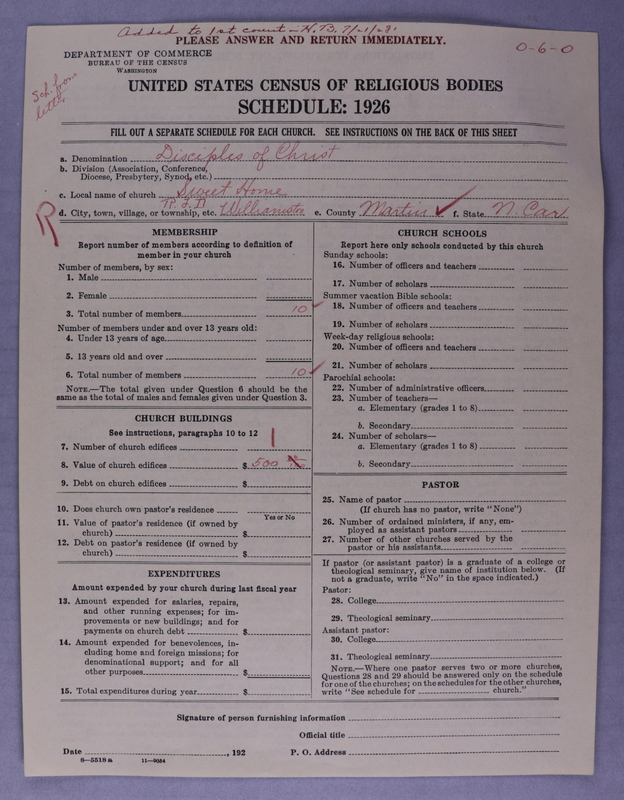 Added to 1st count - H.B. 7/21/28
PLEASE ANSWER AND RETURN IMMEDIATELY.
0-6-0
DEPARTMENT OF COMMERCE
BUREAU OF THE CENSUS
WASHINGTON
Sch. from letter
UNITED STATES CENSUS OF RELIGIOUS BODIES
SCHEDULE: 1926
FILL OUT A SEPARATE SCHEDULE FOR EACH CHURCH. SEE INSTRUCTIONS ON THE BACK OF THIS SHEET
a. Denomination Disciples of Christ
b. Division (Association, Conference,
Diocese, Presbytery, Synod, etc.)
c. Local name of church Sweet Home
R.F.D.
d. City, town, village, or township, etc. Williamston e. County Martin f. State N. Car
R
MEMBERSHIP
Report number of members according to definition of
member in your church
Number of members, by sex:
1. Male
2. Female
3. Total number of members 10
Number of members under and over 13 years old:
4. Under 13 years of age
5. 13 years old and over
6. Total number of members 10
NOTE.—The total given under Question 6 should be the
same as the total of males and females given under Question 3.
CHURCH BUILDINGS
See instructions, paragraphs 10 to 12
7. Number of church edifices 1
8. Value of church edifices $ 500
9. Debt on church edifices $
10. Does church own pastor's residence
Yes or No
11. Value of pastor's residence (if owned by
church) $
12. Debt on pastor's residence (if owned by
church) $
EXPENDITURES
Amount expended by your church during last fiscal year
13. Amount expended for salaries, repairs,
and other running expenses; for im-
provements or new buildings; and for
payments on church debt $
14. Amount expended for benevolences, in-
cluding home and foreign missions; for
denominational support; and for all
other purposes $
15. Total expenditures during year $
CHURCH SCHOOLS
Report here only schools conducted by this church
Sunday schools:
16. Number of officers and teachers
17. Number of scholars
Summer vacation Bible schools:
18. Number of officers and teachers
19. Number of scholars
Week-day religious schools:
20. Number of officers and teachers
21. Number of scholars
Parochial schools:
22. Number of administrative officers
23. Number of teachers—
a. Elementary (grades 1 to 8)
b. Secondary
24. Number of scholars—
a. Elementary (grades 1 to 8)
b. Secondary
PASTOR
25. Name of pastor
(If church has no pastor, write "None")
26. Number of ordained ministers, if any, em-
ployed as assistant pastors
27. Number of other churches served by the
pastor or his assistants
If pastor (or assistant pastor) is a graduate of a college or
theological seminary, give name of institution below. (If
not a graduate, write "No" in the space indicated.)
Pastor:
28. College
29. Theological seminary
Assistant pastor:
30. College
31. Theological seminary
NOTE.—Where one pastor serves two or more churches,
Questions 28 and 29 should be answered only on the schedule
for one of the churches; on the schedules for the other churches,
write "See schedule for church."
Signature of person furnishing information
Official title
Date , 192 P. O. Address
8—5518a 11—9054